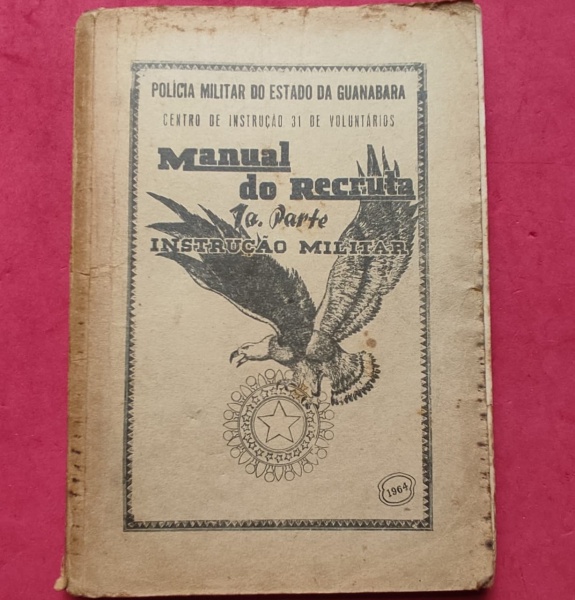 POLÍCIA MILITAR DO ESTADO DA GUANABARA
CENTRO DE INSTRUÇÃO 31 DE VOLUNTÁRIOS
Manual
do Recruta
1a. Parte
INSTRUÇÃO MILITAR
1964